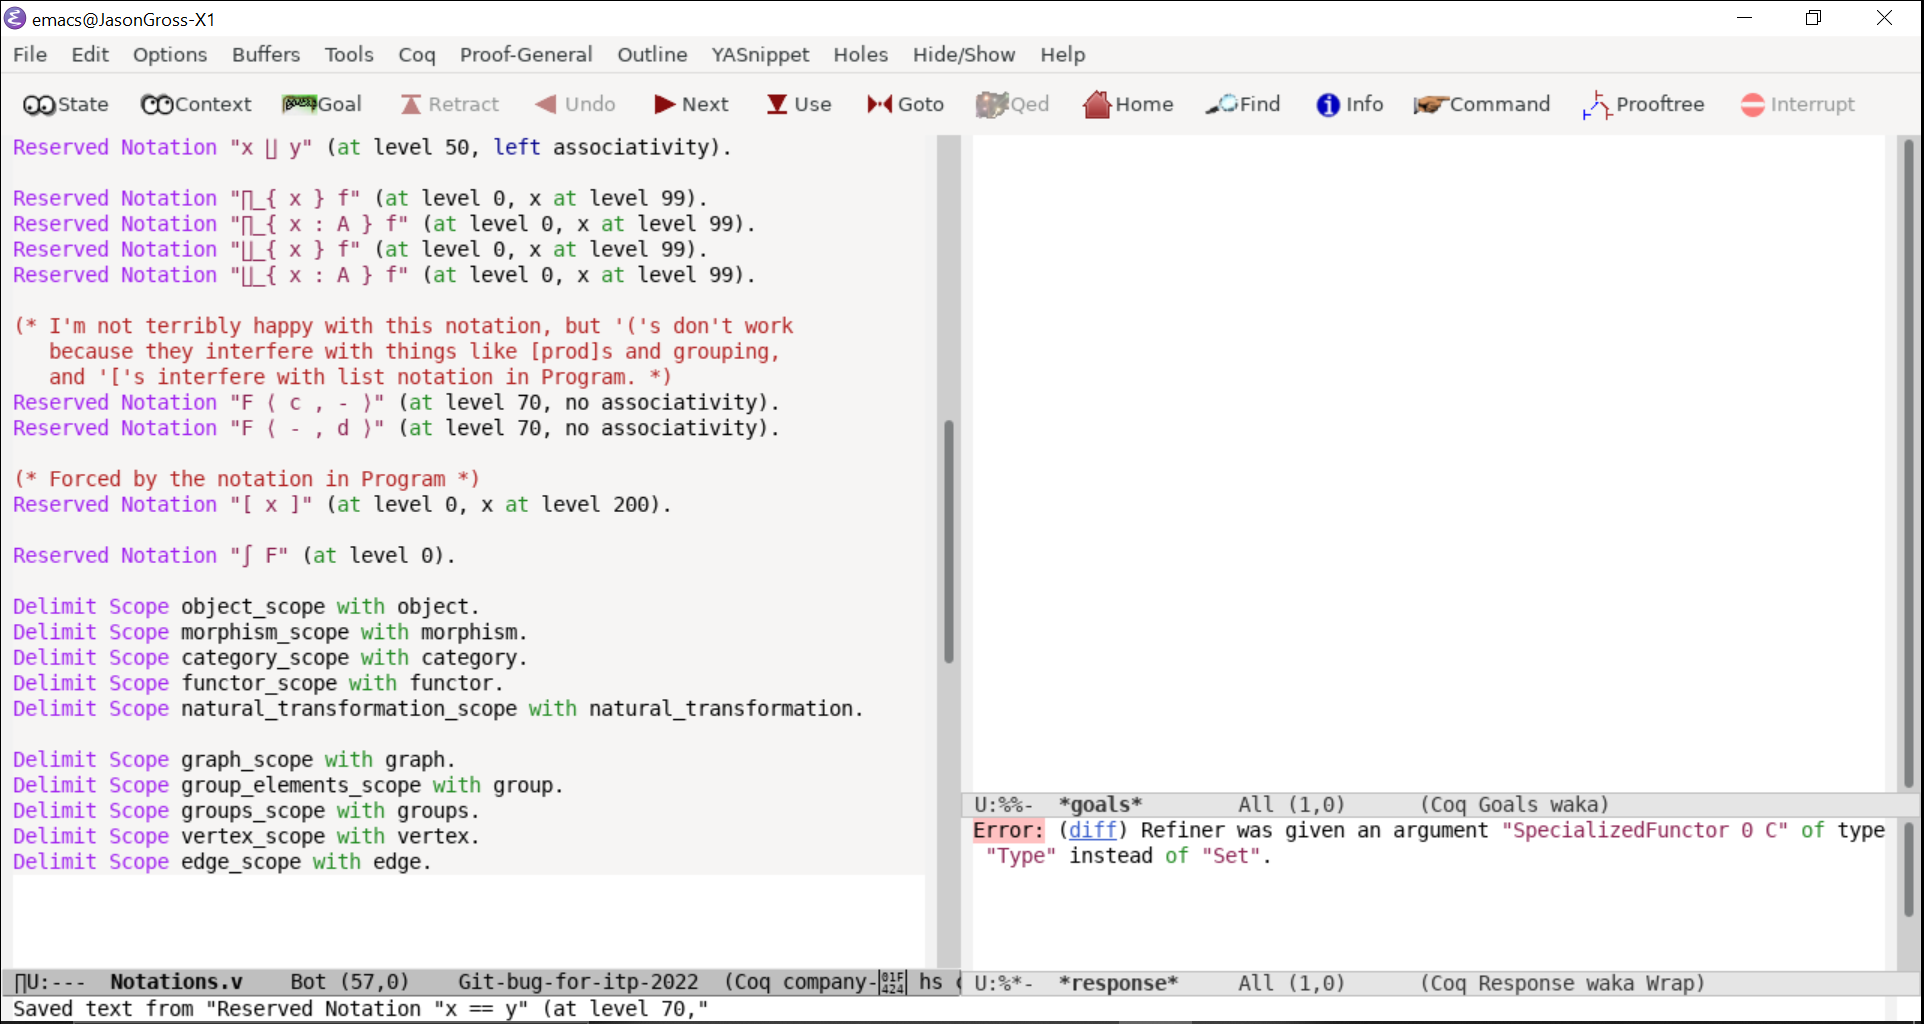 emacs@JasonGross-X1
File Edit Options Buffers Tools Coq Proof-General Outline YASnippet Holes Hide/Show Help
State Context Goal Retract Undo Next Use Goto Qed Home Find Info Command Prooftree Interrupt
Reserved Notation "x ∐ y" (at level 50, left associativity).
Reserved Notation "∏_{ x } f" (at level 0, x at level 99).
Reserved Notation "∏_{ x : A } f" (at level 0, x at level 99).
Reserved Notation "∐_{ x } f" (at level 0, x at level 99).
Reserved Notation "∐_{ x : A } f" (at level 0, x at level 99).
(* I'm not terribly happy with this notation, but '('s don't work
because they interfere with things like [prod]s and grouping,
and '['s interfere with list notation in Program. *)
Reserved Notation "F ⟨ c , - ⟩" (at level 70, no associativity).
Reserved Notation "F ⟨ - , d ⟩" (at level 70, no associativity).
(* Forced by the notation in Program *)
Reserved Notation "[ x ]" (at level 0, x at level 200).
Reserved Notation "∫ F" (at level 0).
Delimit Scope object_scope with object.
Delimit Scope morphism_scope with morphism.
Delimit Scope category_scope with category.
Delimit Scope functor_scope with functor.
Delimit Scope natural_transformation_scope with natural_transformation.
Delimit Scope graph_scope with graph.
Delimit Scope group_elements_scope with group.
Delimit Scope groups_scope with groups.
Delimit Scope vertex_scope with vertex.
Delimit Scope edge_scope with edge.
∏U:--- Notations.v Bot (57,0) Git-bug-for-itp-2022 (Coq company-01F424 hs
Saved text from "Reserved Notation "x == y" (at level 70,"
U:%%- *goals* All (1,0) (Coq Goals waka)
Error: (diff) Refiner was given an argument "SpecializedFunctor 0 C" of type
"Type" instead of "Set".
U:%*- *response* All (1,0) (Coq Response waka Wrap)